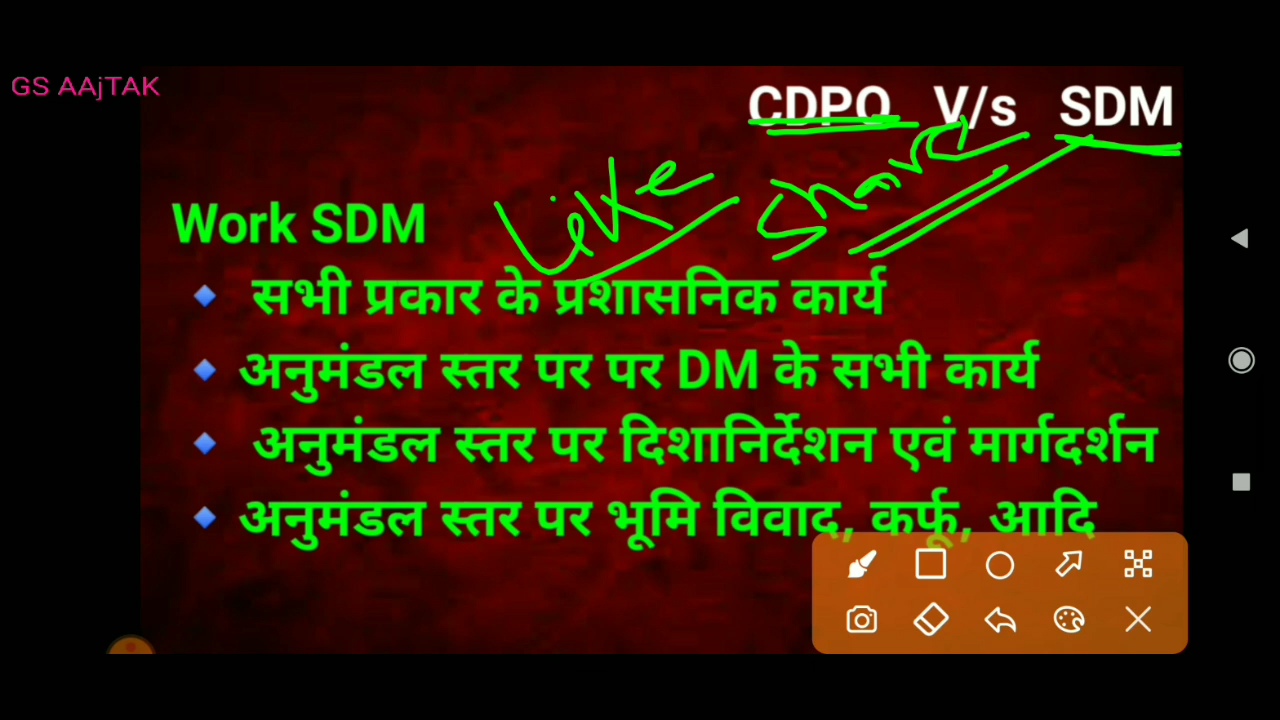 GS AAjTAK
CDPO V/s SDM
Like Share
Work SDM
सभी प्रकार के प्रशासनिक कार्य
अनुमंडल स्तर पर पर DM के सभी कार्य
अनुमंडल स्तर पर दिशानिर्देशन एवं मार्गदर्शन
अनुमंडल स्तर पर भूमि विवाद, कर्फू, आदि